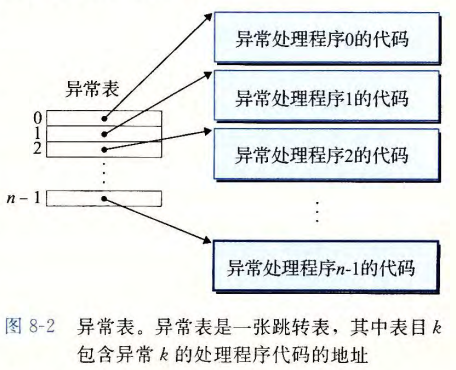 异常处理程序0的代码
异常表
异常处理程序1的代码
0
1
2
异常处理程序2的代码
n – 1
异常处理程序n-1的代码
图 8-2 异常表。异常表是一张跳转表，其中表目 k
包含异常 k 的处理程序代码的地址